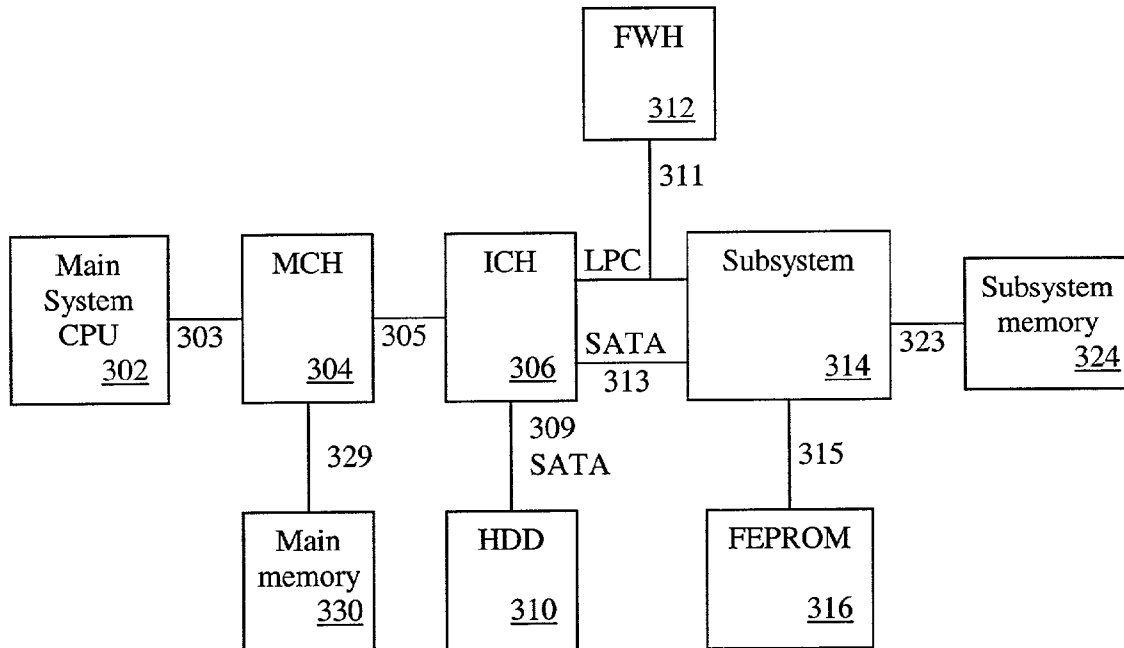 FWH
312
311
Main
System
CPU
302
303
MCH
304
305
ICH
306
LPC
SATA
313
Subsystem
314
323
Subsystem
memory
324
329
309
SATA
315
Main
memory
330
HDD
310
FEPROM
316